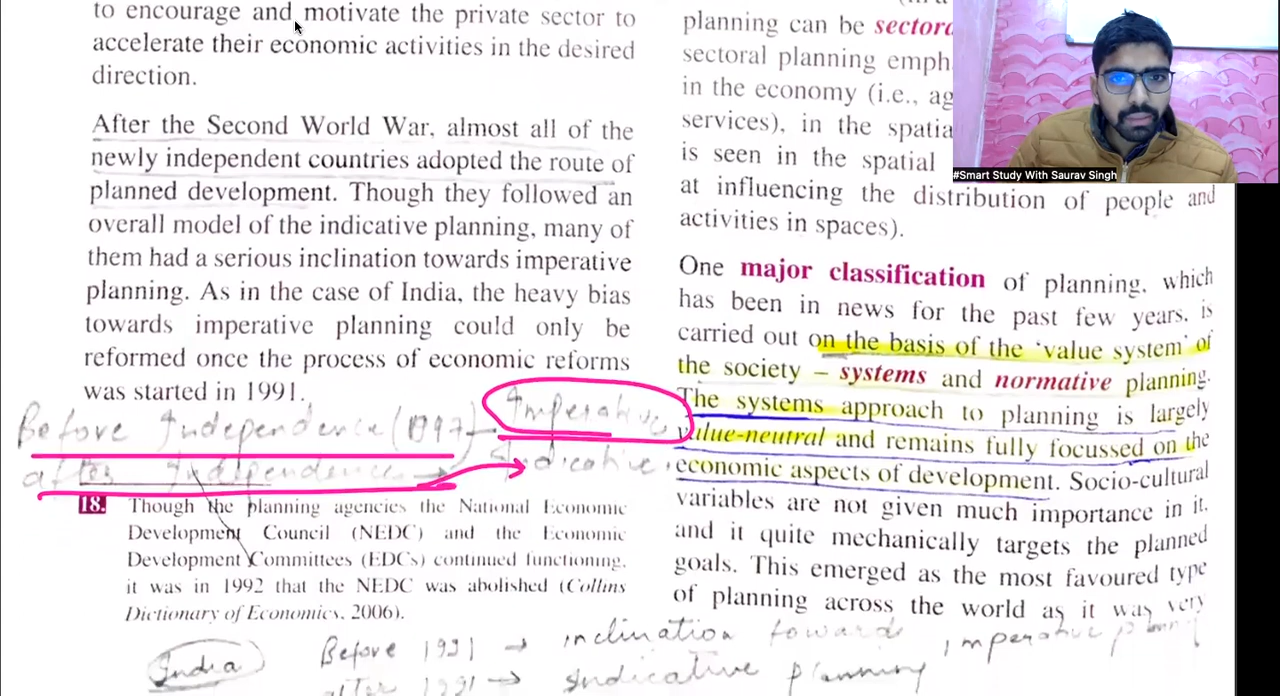 to encourage and motivate the private sector to
accelerate their economic activities in the desired
direction.
After the Second World War, almost all of the
newly independent countries adopted the route of
planned development. Though they followed an
overall model of the indicative planning, many of
them had a serious inclination towards imperative
planning. As in the case of India, the heavy bias
towards imperative planning could only be
reformed once the process of economic reforms
was started in 1991.
Before Independence (1947) Imperative
after Independence → Indicative.
18. Though the planning agencies the National Economic
Development Council (NEDC) and the Economic
Development Committees (EDCs) continued functioning,
it was in 1992 that the NEDC was abolished (Collins
Dictionary of Economics, 2006).
India
Before 1991 → inclination toward imperative planning
after 1991 → Indicative planning
planning can be
sectoral planning
in the economy (i.e.,
services), in the
is seen in the spatial
at influencing the distribution of people and
activities in spaces).
One major classification of planning, which
has been in news for the past few years, is
carried out on the basis of the 'value system' of
the society – systems and normative planning.
The systems approach to planning is largely
value-neutral and remains fully focussed on the
economic aspects of development. Socio-cultural
variables are not given much importance in it,
and it quite mechanically targets the planned
goals. This emerged as the most favoured type
of planning across the world as it was very
#Smart Study With Saurav Singh